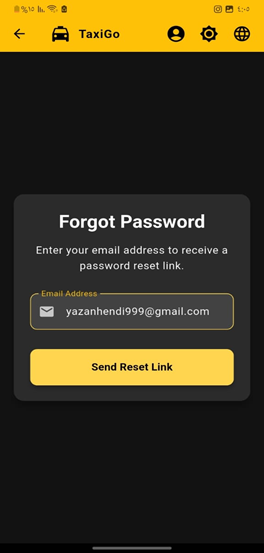 TaxiGo
Forgot Password
Enter your email address to receive a
password reset link.
Email Address
yazanhendi999@gmail.com
Send Reset Link